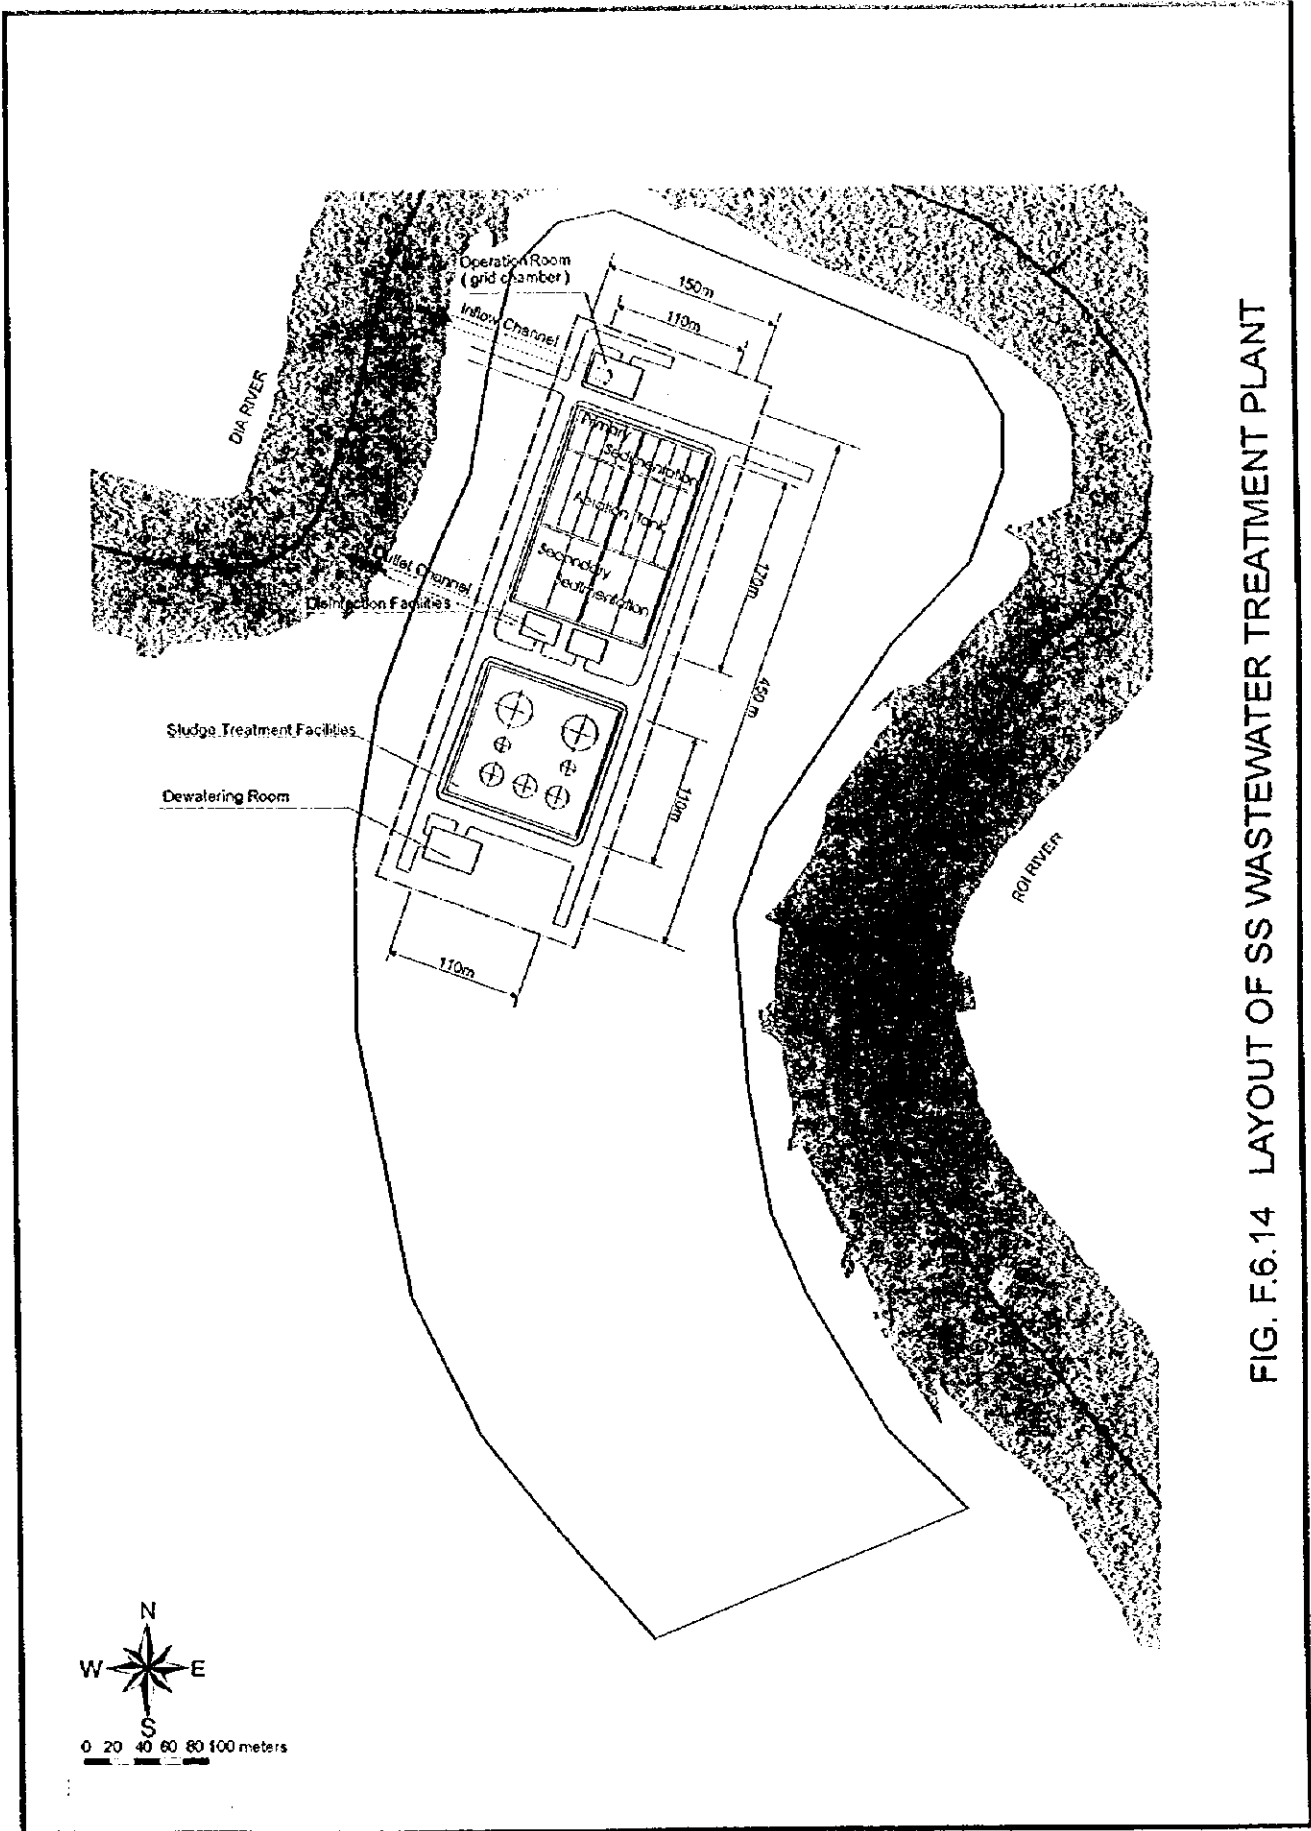 Operation Room
( grid chamber )
150m
110m
Inflow Channel
DIA RIVER
Primary
Sedimentation
Aeration Tank
Secondary
Sedimentation
170m
Outlet Channel
Disinfection Facilities
450 m
Sludge Treatment Facilities
110m
Dewatering Room
ROI RIVER
110m
FIG. F.6.14 LAYOUT OF SS WASTEWATER TREATMENT PLANT
N
W E
S
0 20 40 60 80 100 meters